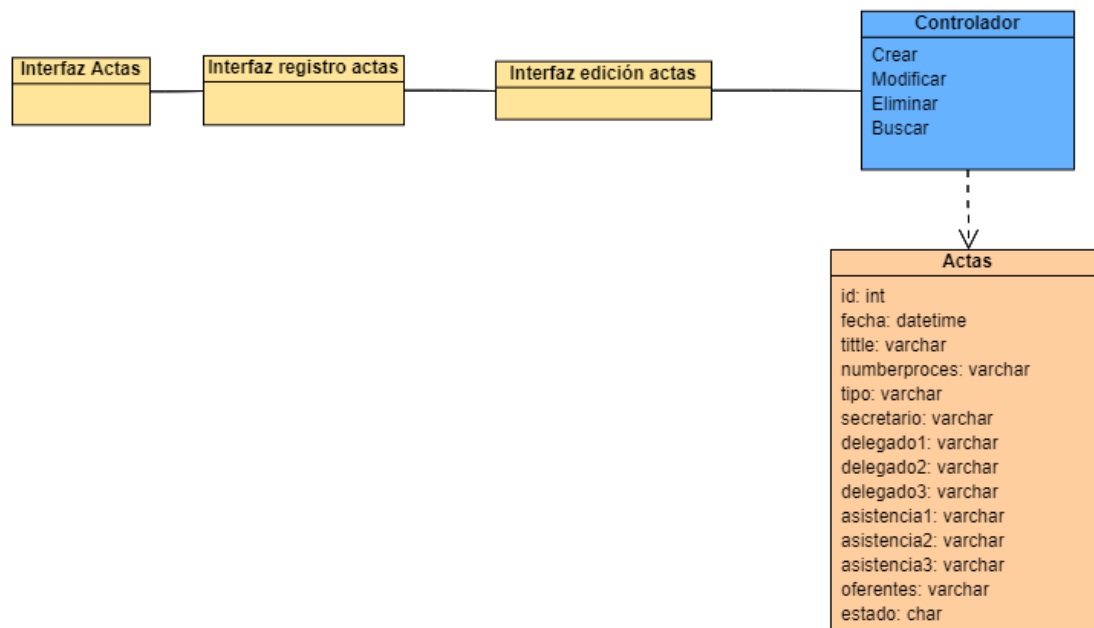 Interfaz Actas
Interfaz registro actas
Interfaz edición actas
Controlador
Crear
Modificar
Eliminar
Buscar
Actas
id: int
fecha: datetime
tittle: varchar
numberproces: varchar
tipo: varchar
secretario: varchar
delegado1: varchar
delegado2: varchar
delegado3: varchar
asistencia1: varchar
asistencia2: varchar
asistencia3: varchar
oferentes: varchar
estado: char